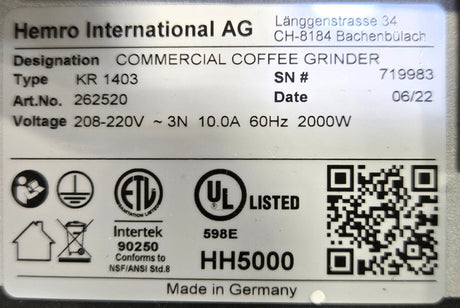 Hemro International AG
Länggenstrasse 34
CH-8184 Bachenbülach
Designation COMMERCIAL COFFEE GRINDER
Type KR 1403 SN # 719983
Art.No. 262520 Date 06/22
Voltage 208-220V ~ 3N 10.0A 60Hz 2000W
ETL
Intertek
90250
Conforms to
NSF/ANSI Std.8
UL LISTED
598E
HH5000
Made in Germany